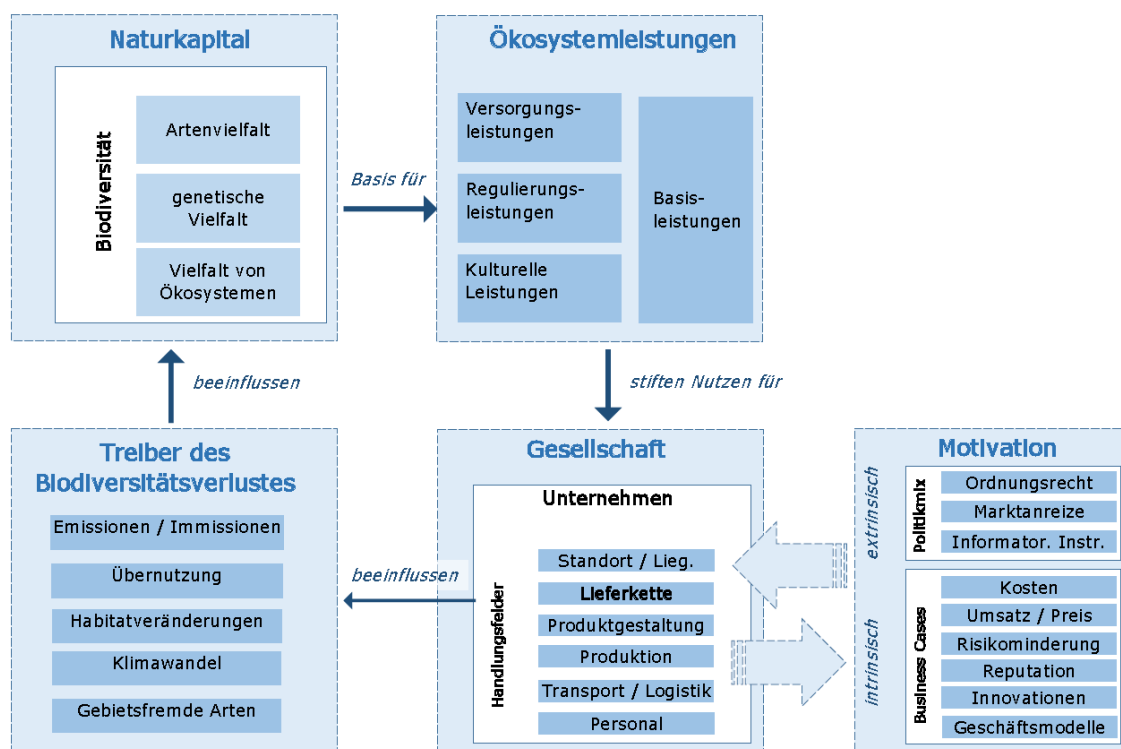 Naturkapital
Biodiversität
Artenvielfalt
genetische
Vielfalt
Vielfalt von
Ökosystemen
Basis für
Ökosystemleistungen
Versorgungs-
leistungen
Regulierungs-
leistungen
Kulturelle
Leistungen
Basis-
leistungen
beeinflussen
stiften Nutzen für
Treiber des
Biodiversitätsverlustes
Emissionen / Immissionen
Übernutzung
Habitatveränderungen
Klimawandel
Gebietsfremde Arten
beeinflussen
Gesellschaft
Unternehmen
Handlungsfelder
Standort / Lieg.
Lieferkette
Produktgestaltung
Produktion
Transport / Logistik
Personal
Motivation
extrinsisch
Politikmix
Ordnungsrecht
Marktanreize
Informator. Instr.
intrinsisch
Business Cases
Kosten
Umsatz / Preis
Risikominderung
Reputation
Innovationen
Geschäftsmodelle